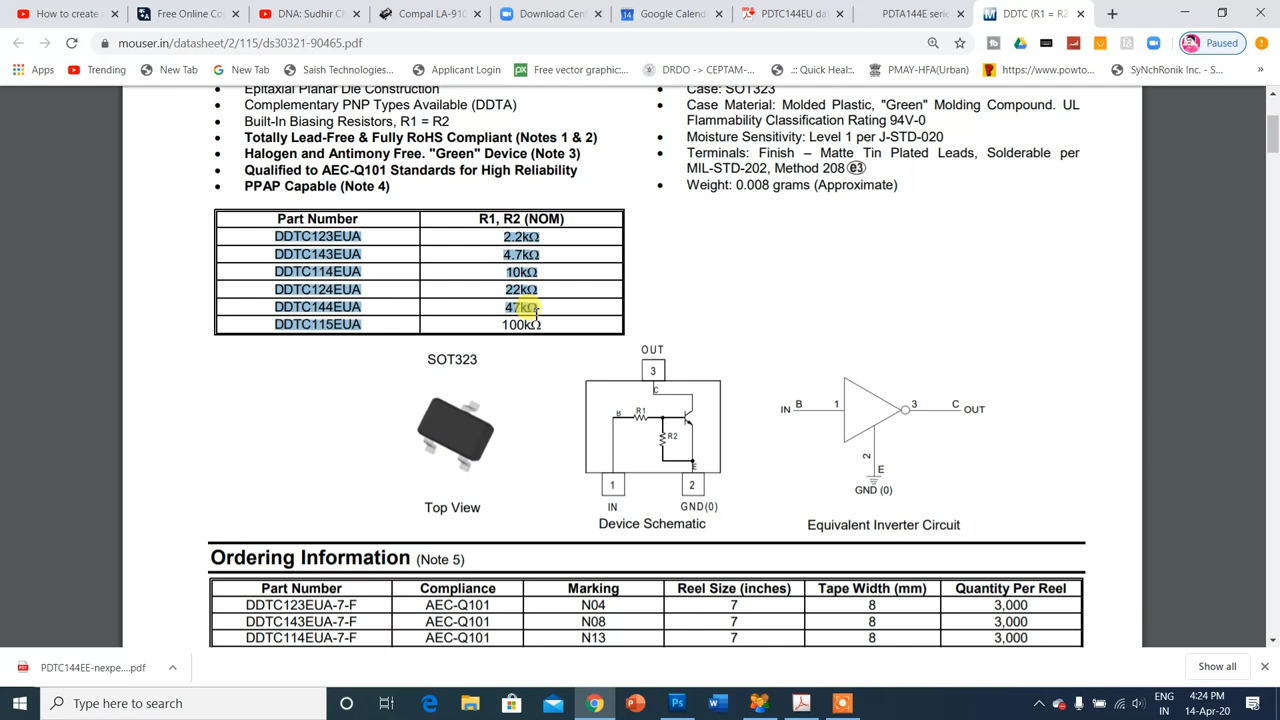 How to create x
Free Online Co x
DNA: Sudhir Ch x
Compal LA-910 x
Download Cent x
Google Calenda x
PDTC144EU da x
PDTA144E serie x
DDTC (R1 = R2 x
mouser.in/datasheet/2/115/ds30321-90465.pdf
Paused
Apps
Trending
New Tab
New Tab
Saish Technologies...
Applicant Login
Free vector graphic:...
DRDO -> CEPTAM-...
.:: Quick Heal:.
PMAY-HFA(Urban)
https://www.powto...
SyNchRonik Inc. - S...
Epitaxial Planar Die Construction
Complementary PNP Types Available (DDTA)
Built-In Biasing Resistors, R1 = R2
Totally Lead-Free & Fully RoHS Compliant (Notes 1 & 2)
Halogen and Antimony Free. "Green" Device (Note 3)
Qualified to AEC-Q101 Standards for High Reliability
PPAP Capable (Note 4)
Case: SOT323
Case Material: Molded Plastic, "Green" Molding Compound. UL
Flammability Classification Rating 94V-0
Moisture Sensitivity: Level 1 per J-STD-020
Terminals: Finish – Matte Tin Plated Leads, Solderable per
MIL-STD-202, Method 208 e3
Weight: 0.008 grams (Approximate)
Part Number R1, R2 (NOM)
DDTC123EUA 2.2kΩ
DDTC143EUA 4.7kΩ
DDTC114EUA 10kΩ
DDTC124EUA 22kΩ
DDTC144EUA 47kΩ
DDTC115EUA 100kΩ
SOT323
Top View
OUT
3
C
B R1
R2
E
1 2
IN GND(0)
Device Schematic
IN B 1 3 C OUT
2
E
GND (0)
Equivalent Inverter Circuit
Ordering Information (Note 5)
Part Number Compliance Marking Reel Size (inches) Tape Width (mm) Quantity Per Reel
DDTC123EUA-7-F AEC-Q101 N04 7 8 3,000
DDTC143EUA-7-F AEC-Q101 N08 7 8 3,000
DDTC114EUA-7-F AEC-Q101 N13 7 8 3,000
PDTC144EE-nexpe....pdf
Show all
Type here to search
ENG
IN
4:24 PM
14-Apr-20